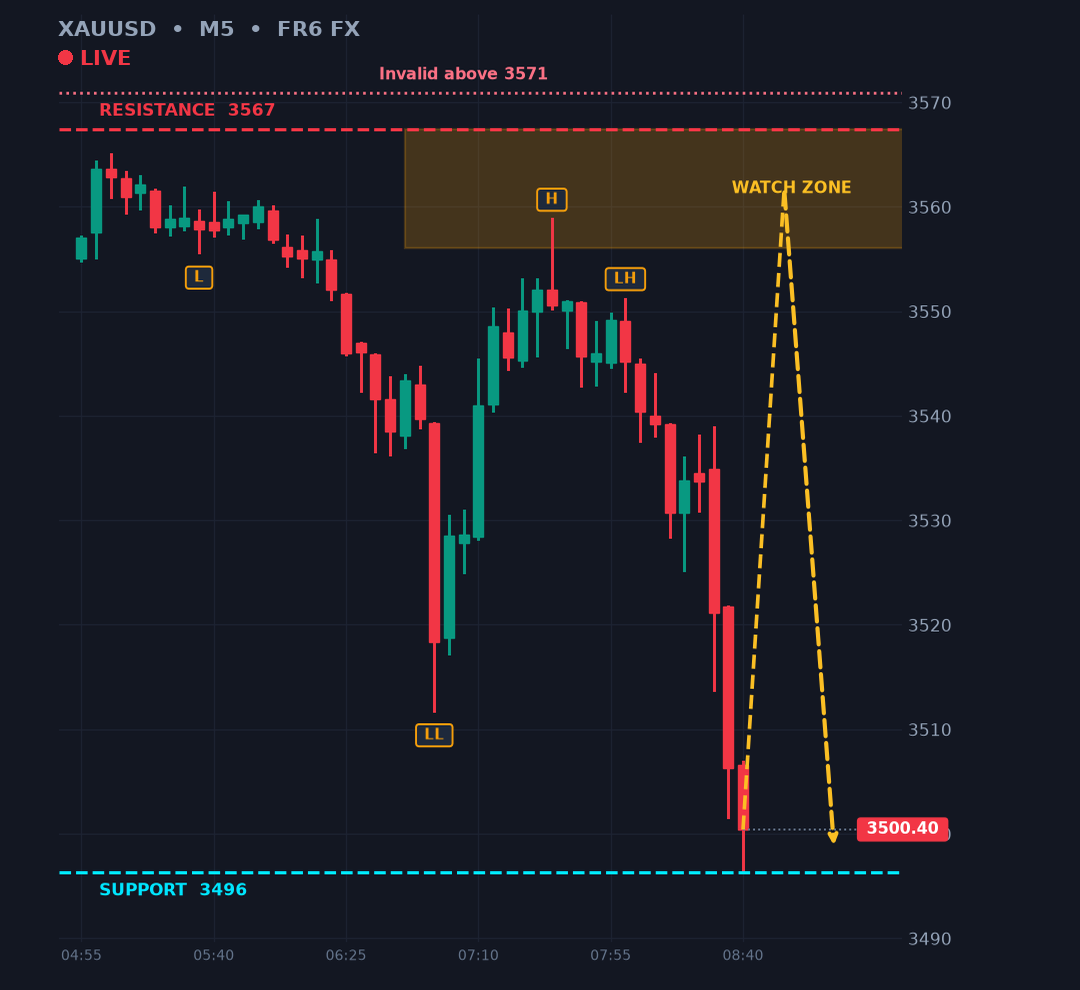 XAUUSD • M5 • FR6 FX
LIVE
Invalid above 3571
3570
RESISTANCE 3567
WATCH ZONE
H
3560
L
LH
3550
3540
3530
3520
LL
3510
3500.40
SUPPORT 3496
3490
04:55 05:40 06:25 07:10 07:55 08:40